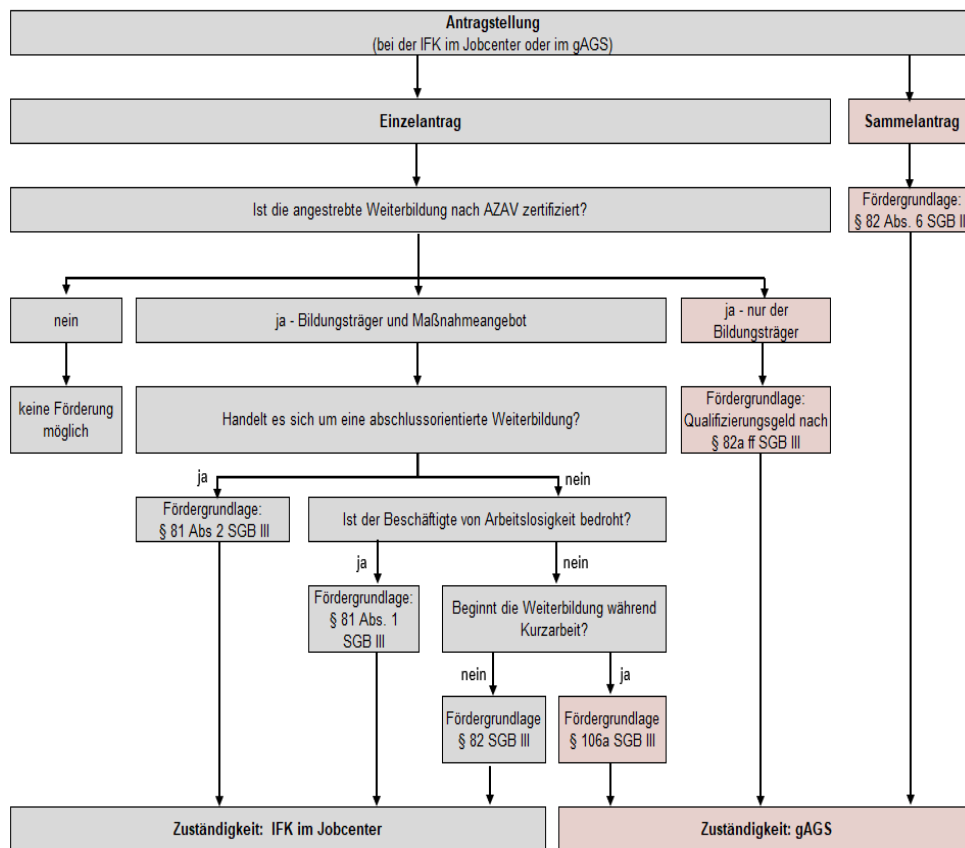 Antragstellung
(bei der IFK im Jobcenter oder im gAGS)
Einzelantrag
Sammelantrag
Ist die angestrebte Weiterbildung nach AZAV zertifiziert?
Fördergrundlage:
§ 82 Abs. 6 SGB II
nein
ja - Bildungsträger und Maßnahmeangebot
ja - nur der
Bildungsträger
keine Förderung
möglich
Handelt es sich um eine abschlussorientierte Weiterbildung?
Fördergrundlage:
Qualifizierungsgeld nach
§ 82a ff SGB III
ja
nein
Fördergrundlage:
§ 81 Abs 2 SGB III
Ist der Beschäftigte von Arbeitslosigkeit bedroht?
ja
nein
Fördergrundlage:
§ 81 Abs. 1
SGB III
Beginnt die Weiterbildung während
Kurzarbeit?
nein
ja
Fördergrundlage
§ 82 SGB III
Fördergrundlage
§ 106a SGB III
Zuständigkeit: IFK im Jobcenter
Zuständigkeit: gAGS